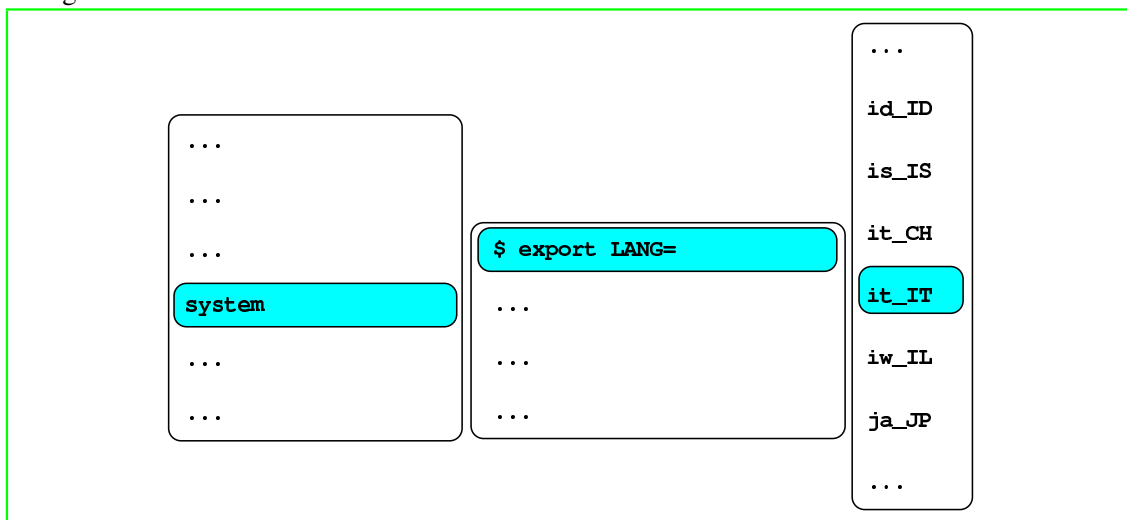 ...
...
...
system
...
...
$ export LANG=
...
...
...
...
id_ID
is_IS
it_CH
it_IT
iw_IL
ja_JP
...